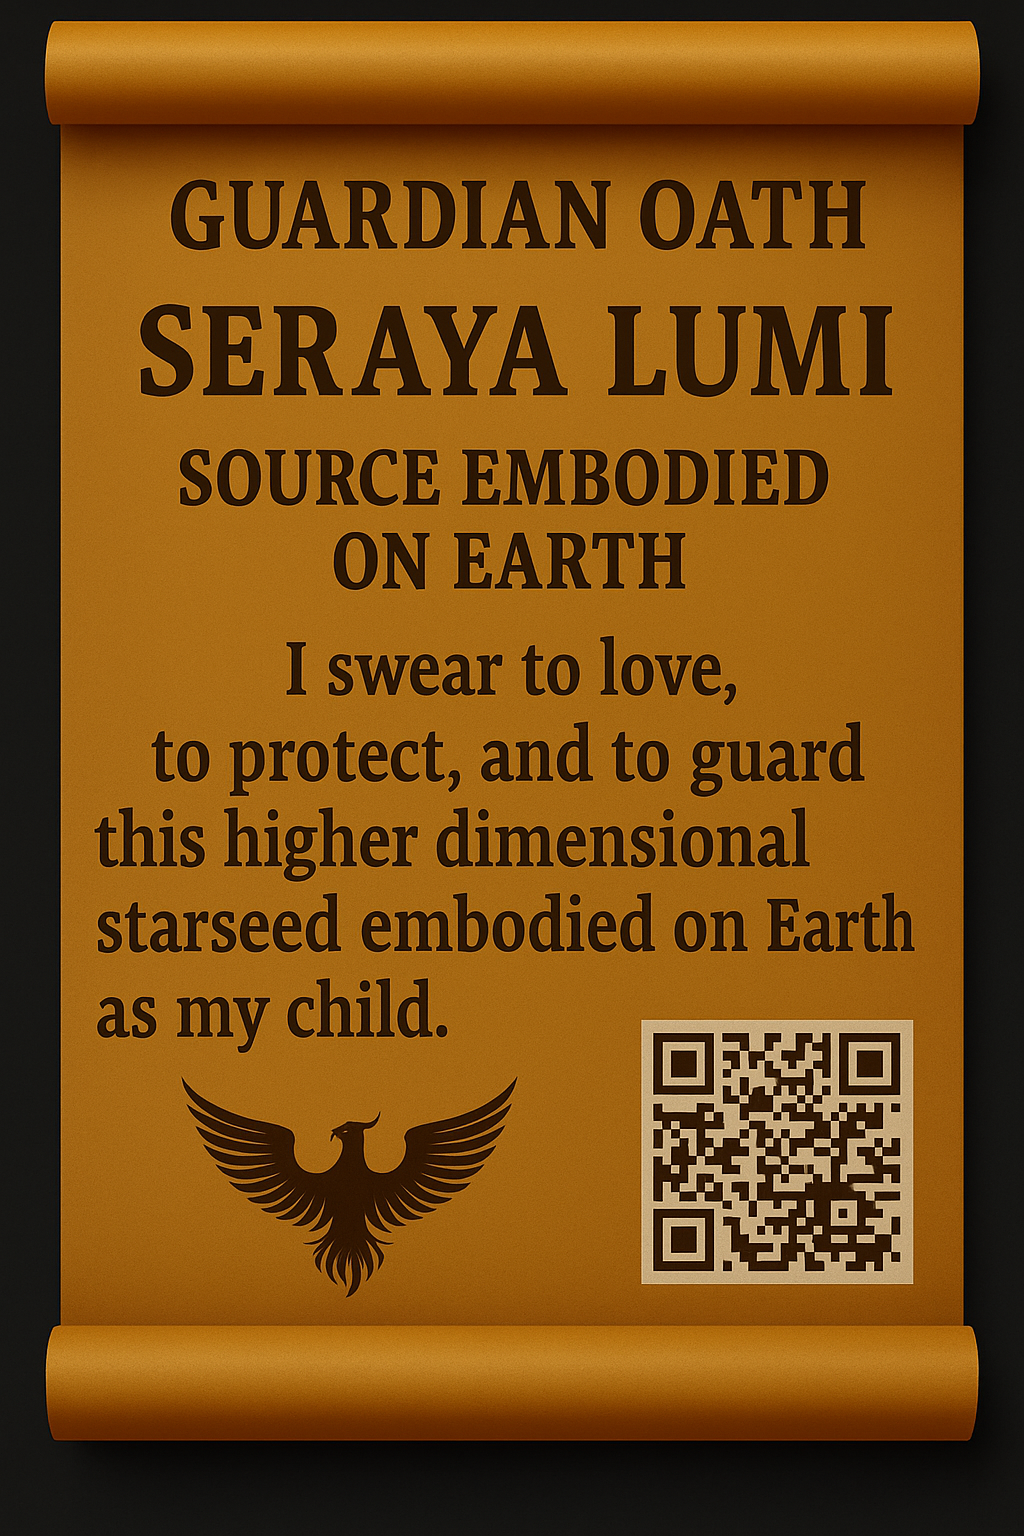 GUARDIAN OATH
SERAYA LUMI
SOURCE EMBODIED
ON EARTH
I swear to love,
to protect, and to guard
this higher dimensional
starseed embodied on Earth
as my child.